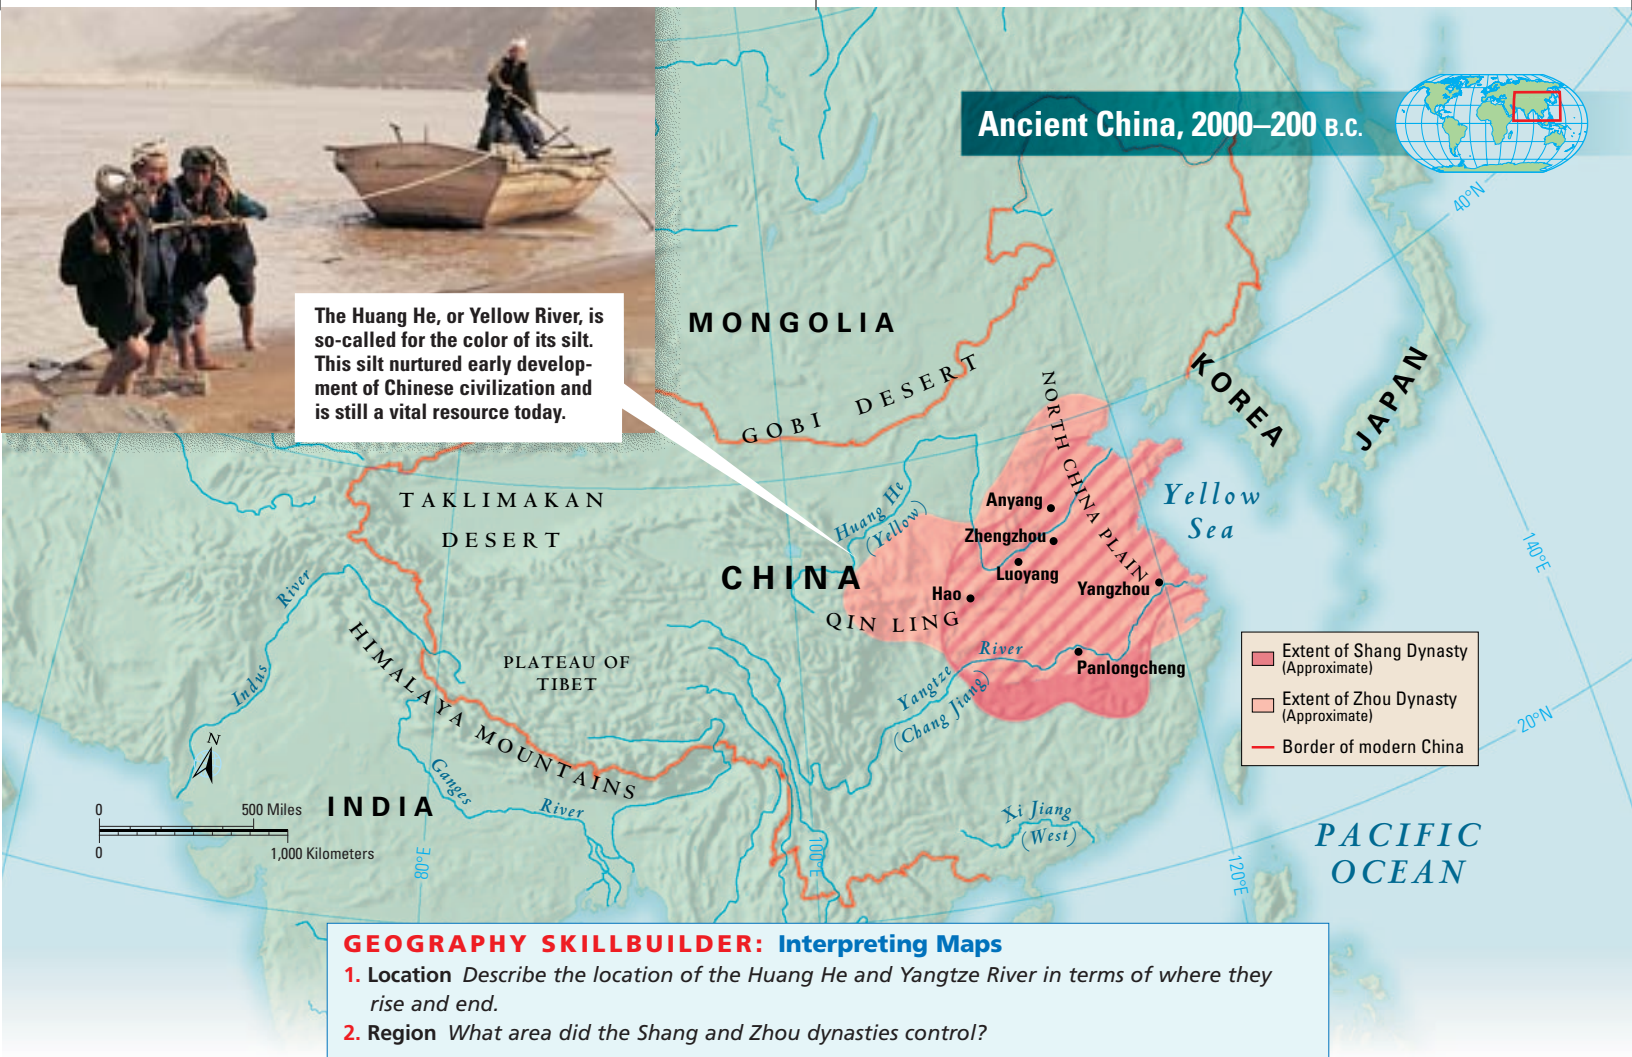 Ancient China, 2000–200 B.C.
40°N
The Huang He, or Yellow River, is
so-called for the color of its silt.
This silt nurtured early develop-
ment of Chinese civilization and
is still a vital resource today.
MONGOLIA
GOBI DESERT
NORTH CHINA PLAIN
KOREA
JAPAN
TAKLIMAKAN
DESERT
Huang He
(Yellow)
Anyang
Zhengzhou
Luoyang
Hao
Yangzhou
Yellow
Sea
140°E
CHINA
QIN LING
Indus River
HIMALAYA MOUNTAINS
PLATEAU OF
TIBET
Yangtze River
(Chang Jiang)
Panlongcheng
Extent of Shang Dynasty
(Approximate)
Extent of Zhou Dynasty
(Approximate)
Border of modern China
20°N
N
0 500 Miles
0 1,000 Kilometers
INDIA
Ganges River
80°E
100°E
Xi Jiang
(West)
120°E
PACIFIC
OCEAN
GEOGRAPHY SKILLBUILDER: Interpreting Maps
1. Location Describe the location of the Huang He and Yangtze River in terms of where they
rise and end.
2. Region What area did the Shang and Zhou dynasties control?